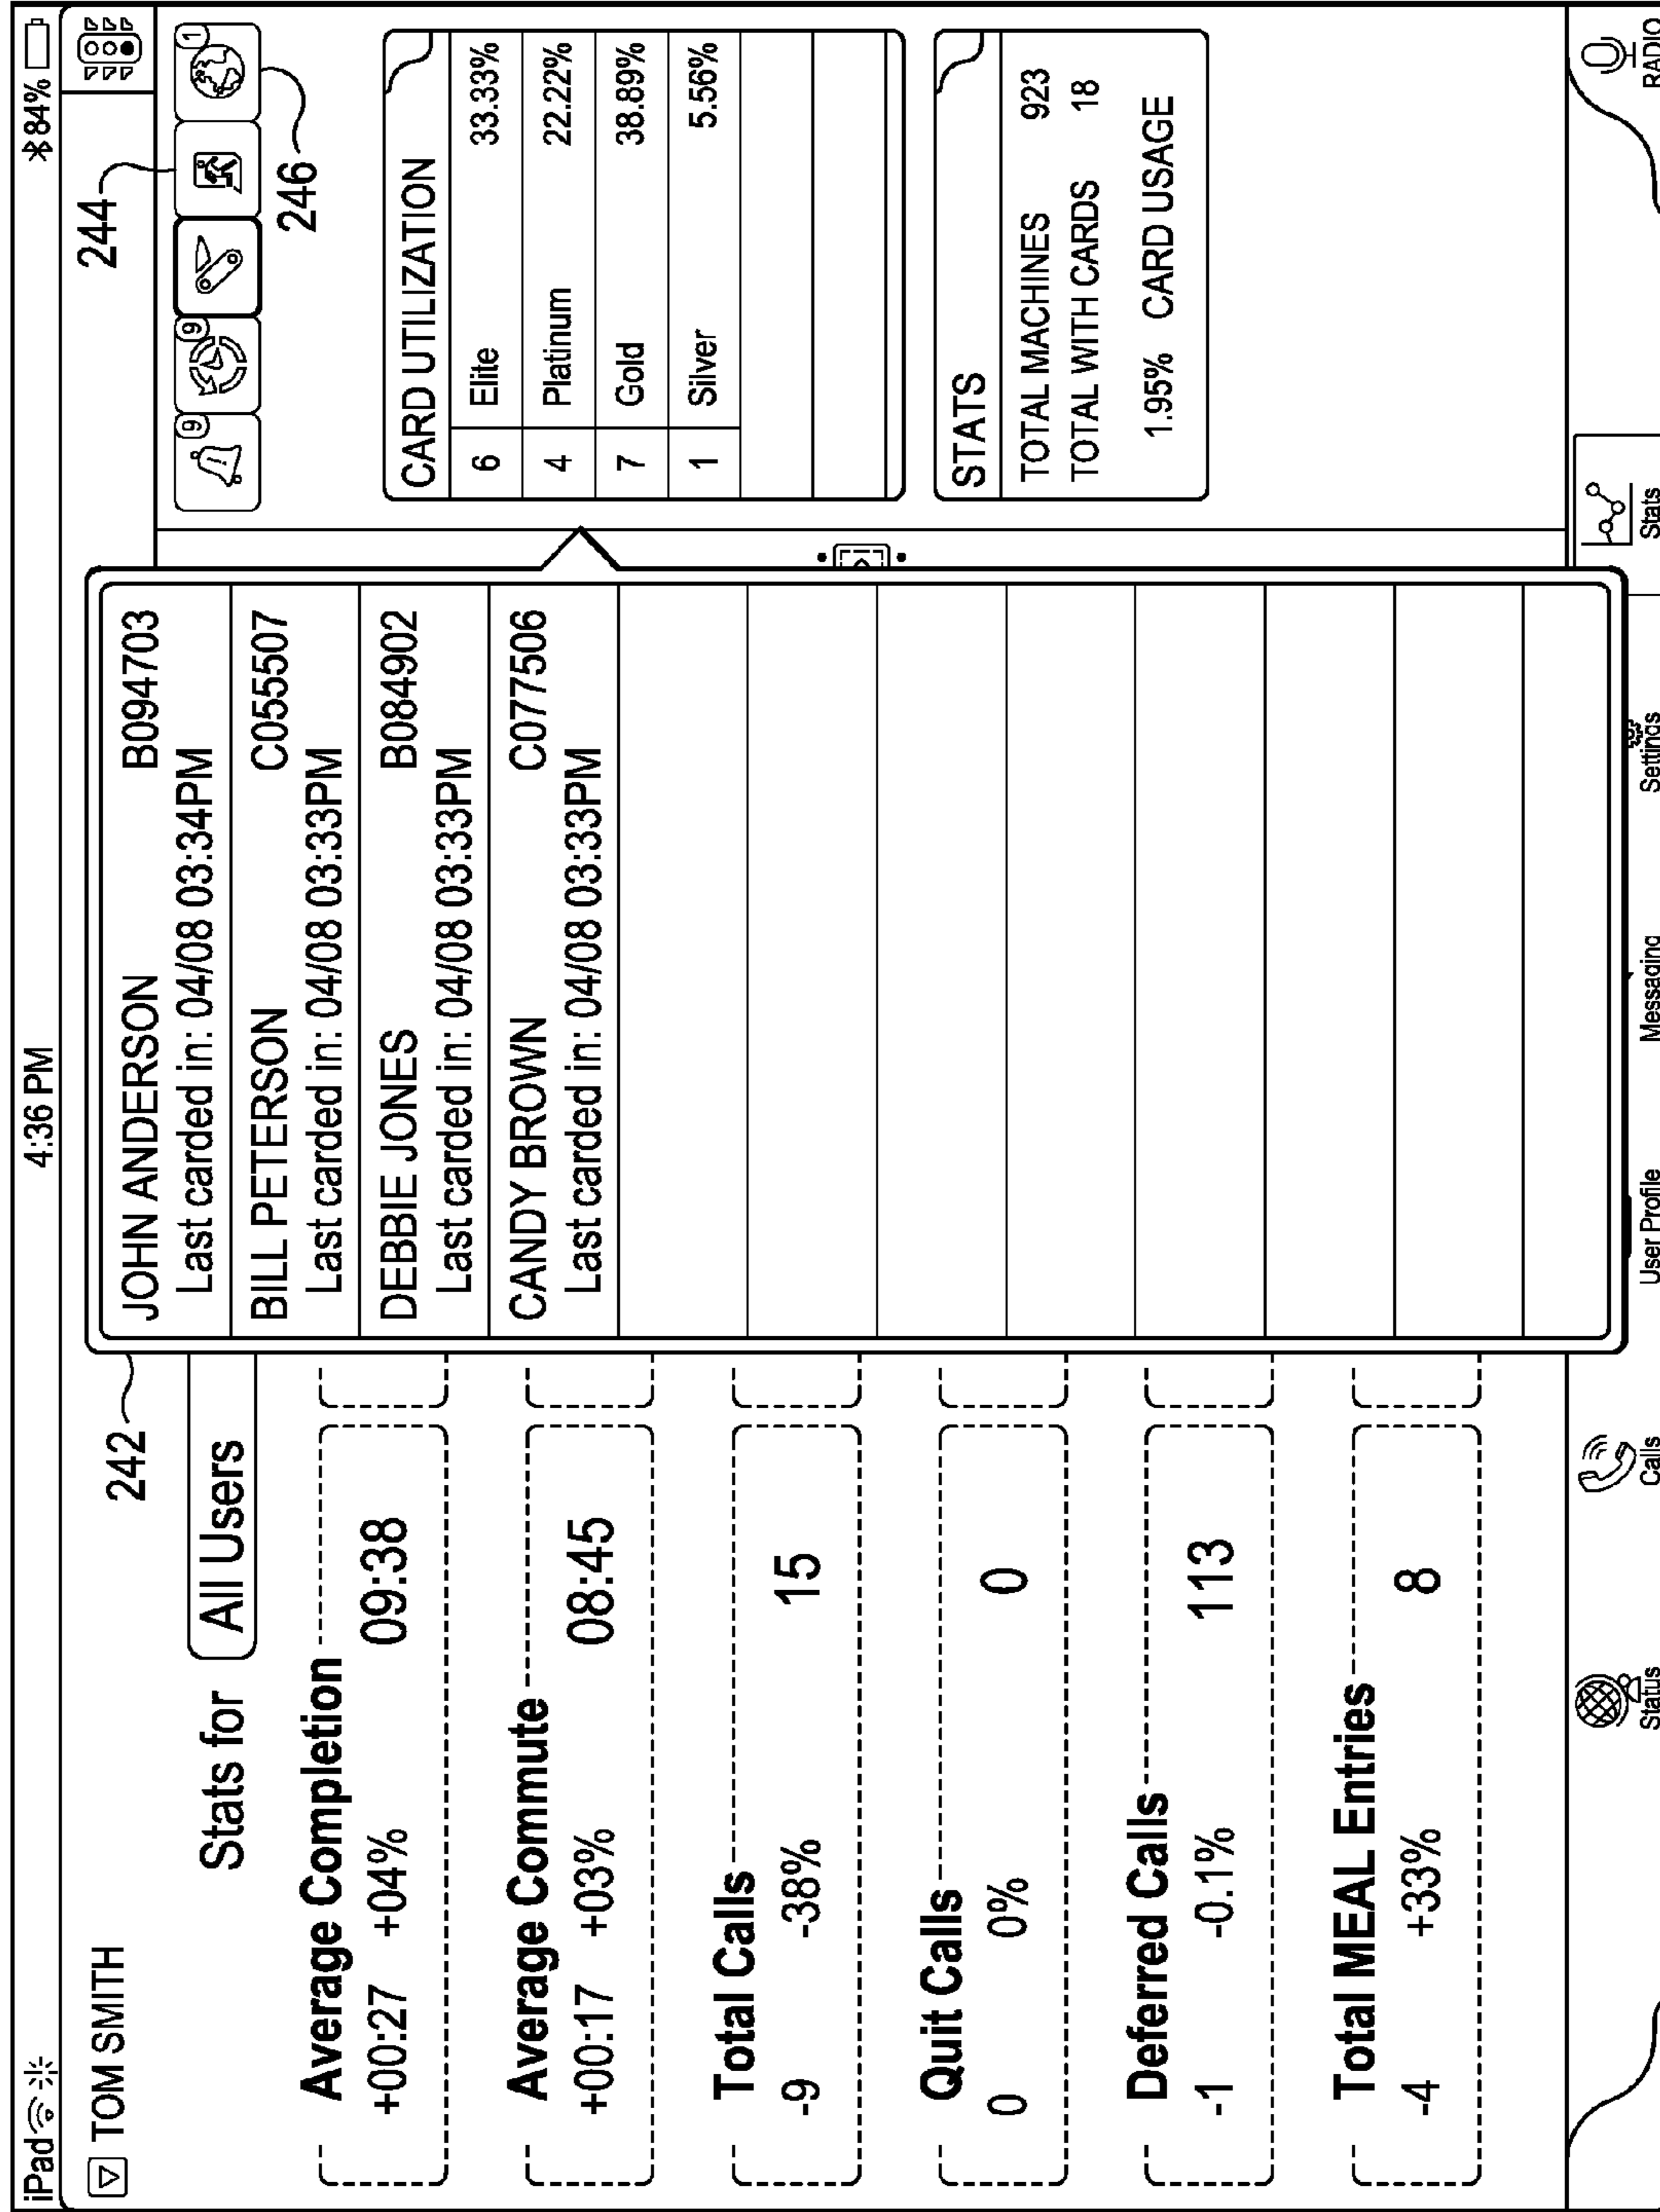 iPad 4:36 PM 84%
TOM SMITH
242
244
246
Stats for All Users
Average Completion
+00:27 +04% 09:38
Average Commute
+00:17 +03% 08:45
Total Calls
-9 -38% 15
Quit Calls
0 0% 0
Deferred Calls
-1 -0.1% 113
Total MEAL Entries
-4 +33% 8
JOHN ANDERSON B094703
Last carded in: 04/08 03:34PM
BILL PETERSON C055507
Last carded in: 04/08 03:33PM
DEBBIE JONES B084902
Last carded in: 04/08 03:33PM
CANDY BROWN C077506
Last carded in: 04/08 03:33PM
9 9 1
CARD UTILIZATION
6 Elite 33.33%
4 Platinum 22.22%
7 Gold 38.89%
1 Silver 5.56%
STATS
TOTAL MACHINES 923
TOTAL WITH CARDS 18
1.95% CARD USAGE
Status Calls User Profile Messaging Settings Stats RADIO